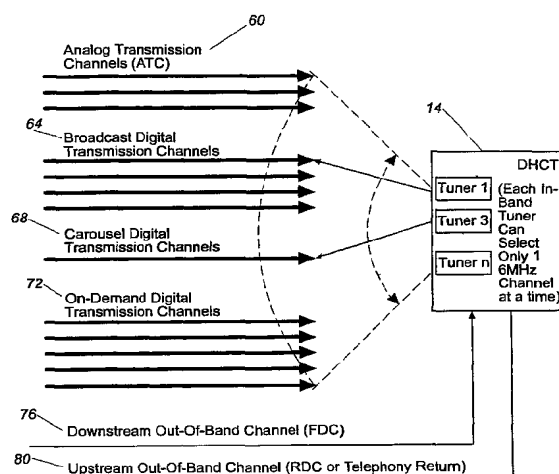 60
Analog Transmission
Channels (ATC)
64
Broadcast Digital
Transmission Channels
14
DHCT
Tuner 1
Tuner 3
Tuner n
(Each In-
Band
Tuner
Can
Select
Only 1
6MHz
Channel
at a time)
68
Carousel Digital
Transmission Channels
72
On-Demand Digital
Transmission Channels
76
Downstream Out-Of-Band Channel (FDC)
80
Upstream Out-Of-Band Channel (RDC or Telephony Return)